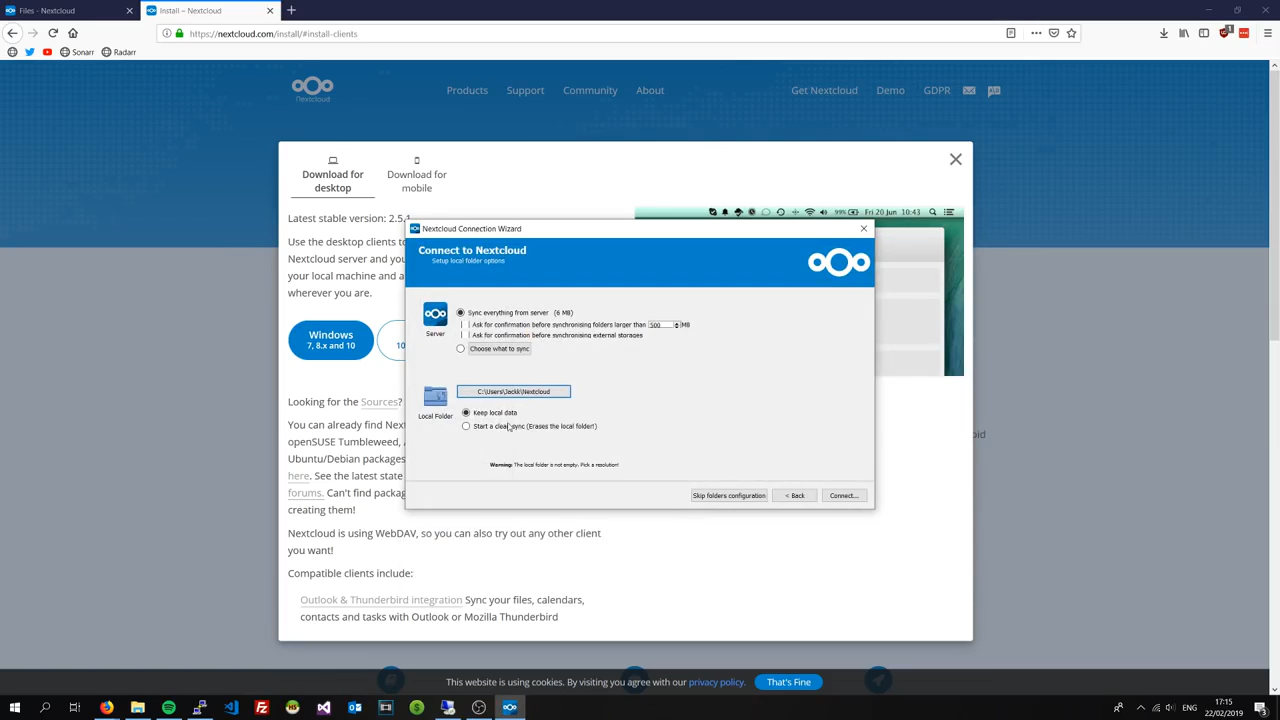 Files - Nextcloud
Install – Nextcloud
https://nextcloud.com/install/#install-clients
Sonarr
Radarr
Nextcloud
Products
Support
Community
About
Get Nextcloud
Demo
GDPR
Download for desktop
Download for mobile
Latest stable version: 2.5.1
99%
Fri 20 Jun 10:43
Use the desktop clients to
Nextcloud server and you
your local machine and a
wherever you are.
Windows
7, 8.x and 10
10
Looking for the Sources?
You can already find Nex
openSUSE Tumbleweed,
Ubuntu/Debian packages
here. See the latest state
forums. Can't find packa
creating them!
oid
Nextcloud is using WebDAV, so you can also try out any other client
you want!
Compatible clients include:
Outlook & Thunderbird integration Sync your files, calendars,
contacts and tasks with Outlook or Mozilla Thunderbird
Nextcloud Connection Wizard
Connect to Nextcloud
Setup local folder options
Server
Sync everything from server (6 MB)
Ask for confirmation before synchronising folders larger than 500 MB
Ask for confirmation before synchronising external storages
Choose what to sync
Local Folder
C:\Users\Jackk\Nextcloud
Keep local data
Start a clean sync (Erases the local folder!)
Warning: The local folder is not empty. Pick a resolution!
Skip folders configuration
< Back
Connect...
This website is using cookies. By visiting you agree with our privacy policy.
That's Fine
ENG
17:15
22/02/2019
3